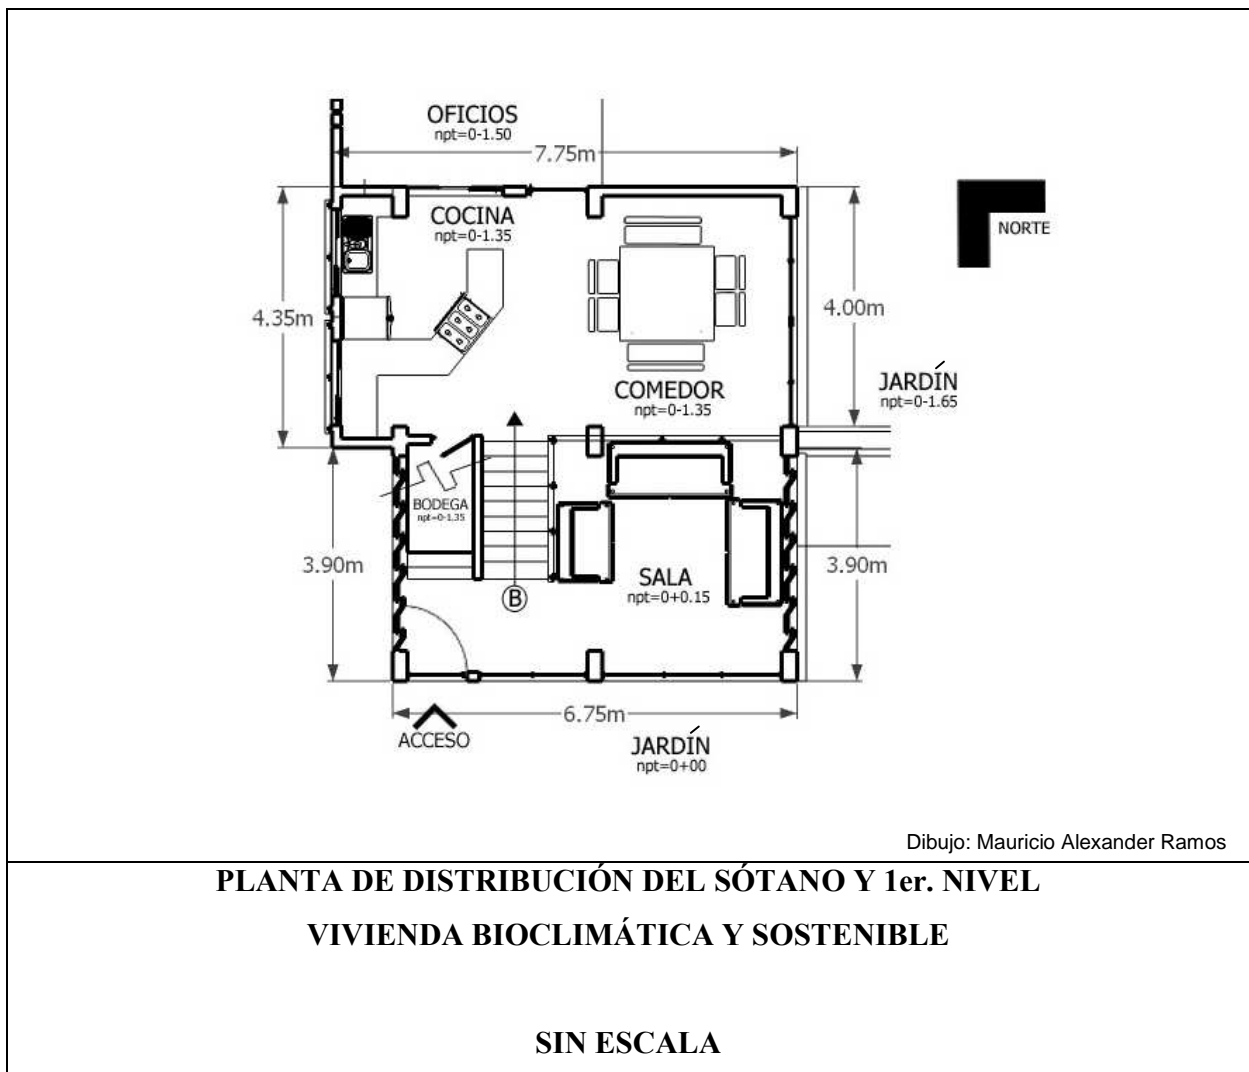 OFICIOS
npt=0-1.50
7.75m
COCINA
npt=0-1.35
NORTE
4.35m
4.00m
COMEDOR
npt=0-1.35
JARDÍN
npt=0-1.65
BODEGA
npt=0-1.35
3.90m
SALA
npt=0+0.15
3.90m
B
6.75m
ACCESO
JARDÍN
npt=0+00
Dibujo: Mauricio Alexander Ramos
PLANTA DE DISTRIBUCIÓN DEL SÓTANO Y 1er. NIVEL
VIVIENDA BIOCLIMÁTICA Y SOSTENIBLE
SIN ESCALA